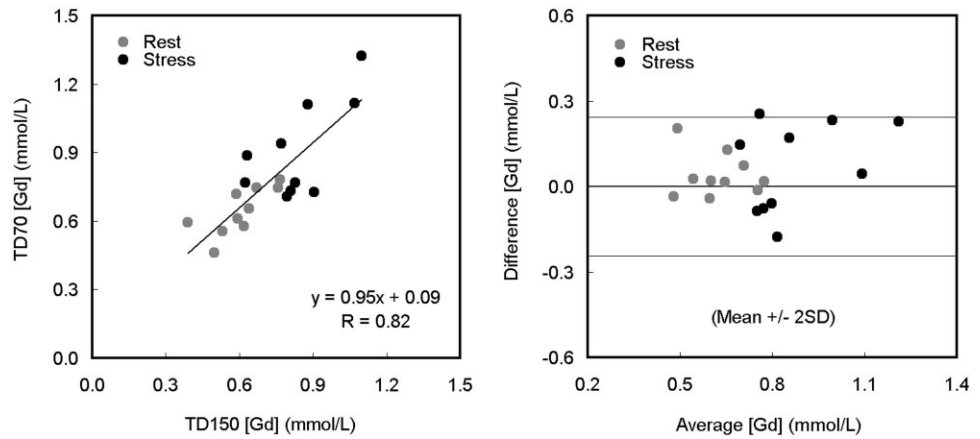 1.5
1.2
0.9
0.6
0.3
0.0
TD70 [Gd] (mmol/L)
Rest
Stress
y = 0.95x + 0.09
R = 0.82
0.0 0.3 0.6 0.9 1.2 1.5
TD150 [Gd] (mmol/L)
0.6
0.3
0.0
-0.3
-0.6
Difference [Gd] (mmol/L)
Rest
Stress
(Mean +/- 2SD)
0.2 0.5 0.8 1.1 1.4
Average [Gd] (mmol/L)